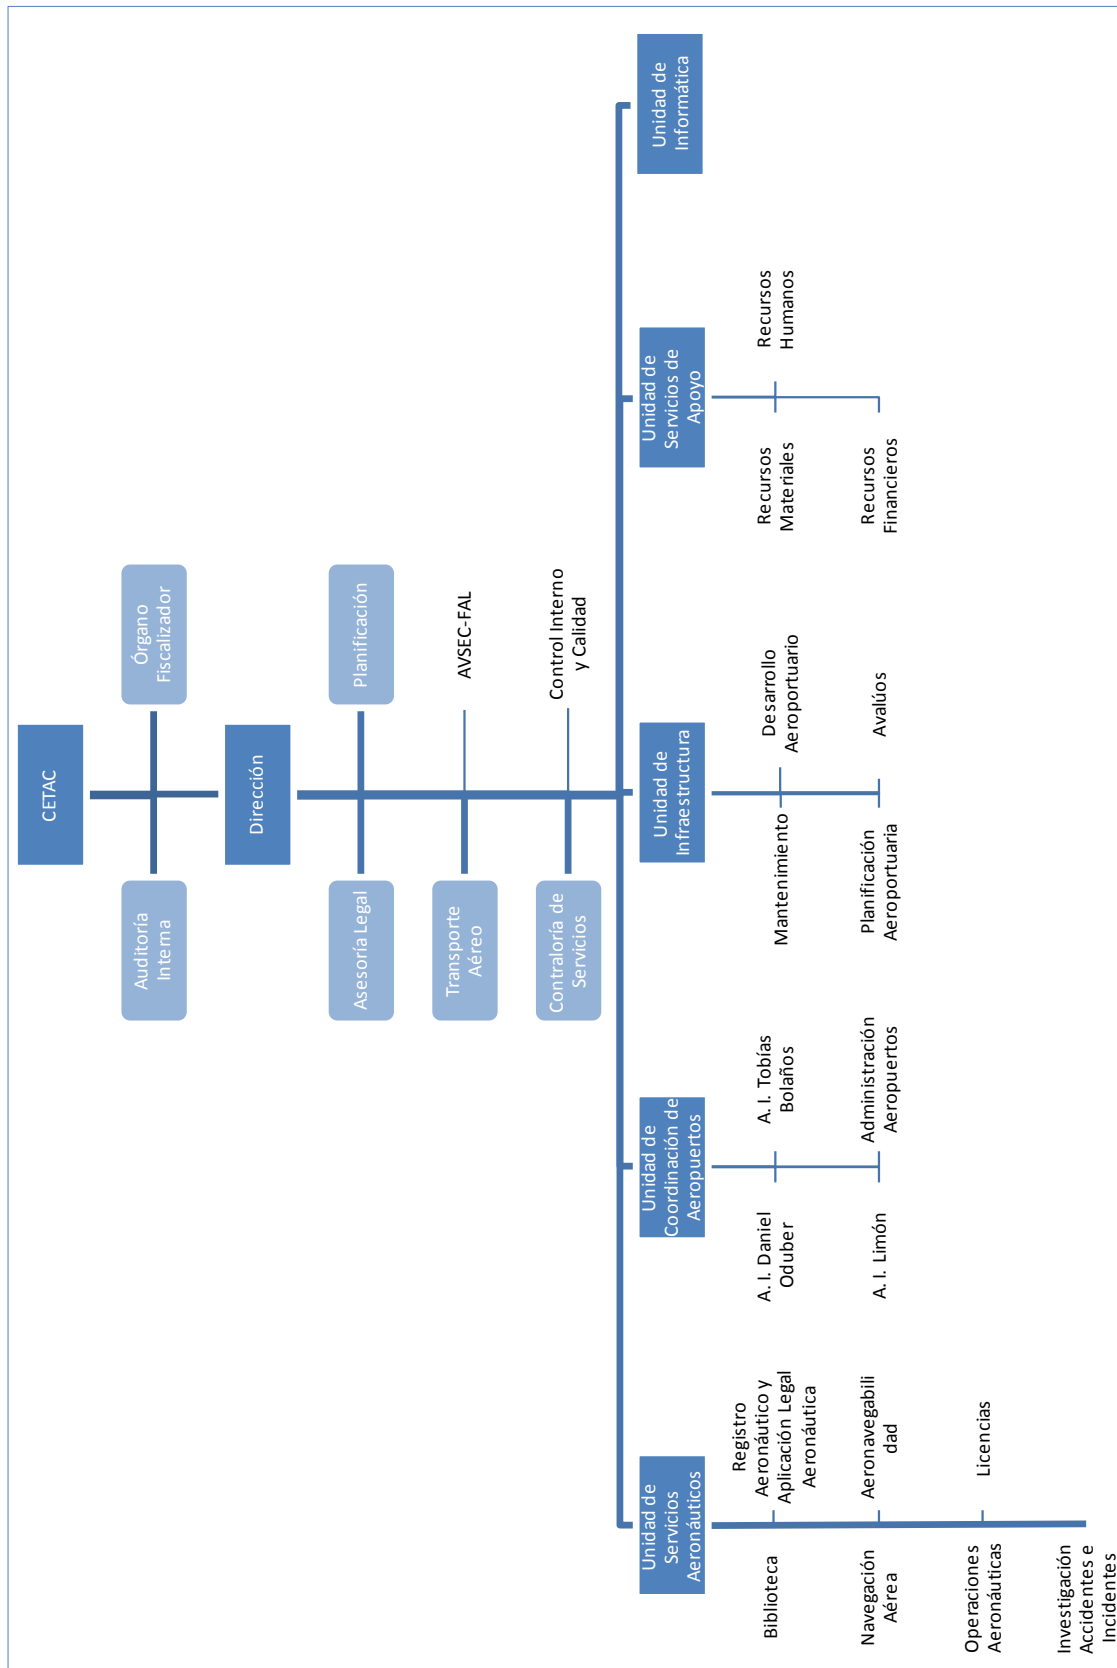 CETAC
Auditoría
Interna
Órgano
Fiscalizador
Dirección
Asesoría Legal
Planificación
Transporte
Aéreo
AVSEC-FAL
Contraloría de
Servicios
Control Interno
y Calidad
Unidad de
Servicios
Aeronáuticos
Biblioteca
Registro
Aeronáutico y
Aplicación Legal
Aeronáutica
Navegación
Aérea
Aeronavegabili
dad
Operaciones
Aeronáuticas
Licencias
Investigación
Accidentes e
Incidentes
Unidad de
Coordinación de
Aeropuertos
A. I. Daniel
Oduber
A. I. Tobías
Bolaños
A. I. Limón
Administración
Aeropuertos
Unidad de
Infraestructura
Mantenimiento
Desarrollo
Aeroportuario
Planificación
Aeroportuaria
Avalúos
Unidad de
Servicios de
Apoyo
Recursos
Materiales
Recursos
Humanos
Recursos
Financieros
Unidad de
Informática